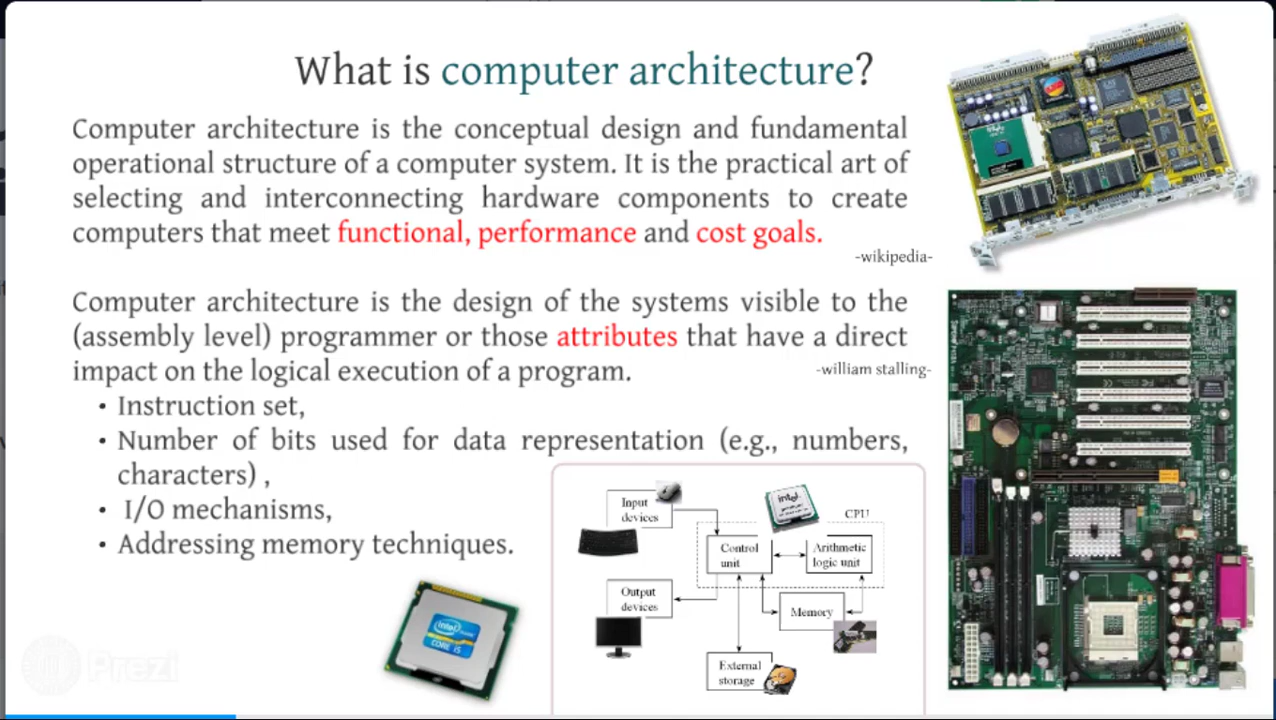 What is computer architecture?
Computer architecture is the conceptual design and fundamental
operational structure of a computer system. It is the practical art of
selecting and interconnecting hardware components to create
computers that meet functional, performance and cost goals.
-wikipedia-
Computer architecture is the design of the systems visible to the
(assembly level) programmer or those attributes that have a direct
impact on the logical execution of a program.
-william stalling-
• Instruction set,
• Number of bits used for data representation (e.g., numbers,
characters) ,
• I/O mechanisms,
• Addressing memory techniques.
Input
devices
intel
CPU
Control
unit
Arithmetic
logic unit
Output
devices
Memory
External
storage
intel
CORE i5
intel
Prezi